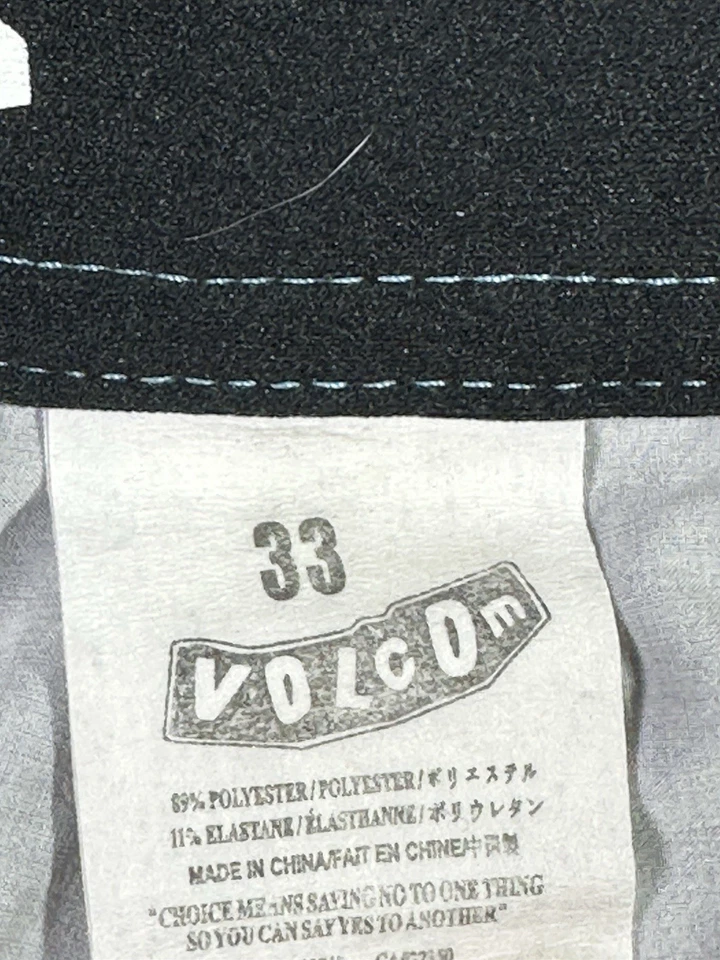 33
VOLCOM
89% POLYESTER/POLYESTER/ポリエステル
11% ELASTANE/ÉLASTHANNE/ポリウレタン
MADE IN CHINA/FAIT EN CHINE/中国製
"CHOICE MEANS SAYING NO TO ONE THING
SO YOU CAN SAY YES TO ANOTHER"